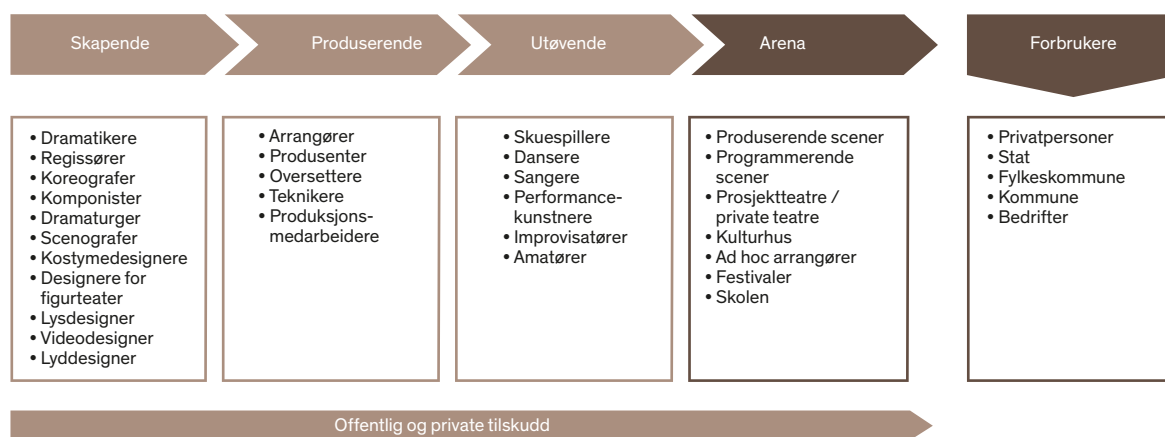 Skapende
Produserende
Utøvende
Arena
Forbrukere
• Dramatikere
• Regissører
• Koreografer
• Komponister
• Dramaturger
• Scenografer
• Kostymedesignere
• Designere for
figurteater
• Lysdesigner
• Videodesigner
• Lyddesigner
• Arrangører
• Produsenter
• Oversettere
• Teknikere
• Produksjons-
medarbeidere
• Skuespillere
• Dansere
• Sangere
• Performance-
kunstnere
• Improvisatører
• Amatører
• Produserende scener
• Programmerende
scener
• Prosjektteatre /
private teatre
• Kulturhus
• Ad hoc arrangører
• Festivaler
• Skolen
• Privatpersoner
• Stat
• Fylkeskommune
• Kommune
• Bedrifter
Offentlig og private tilskudd